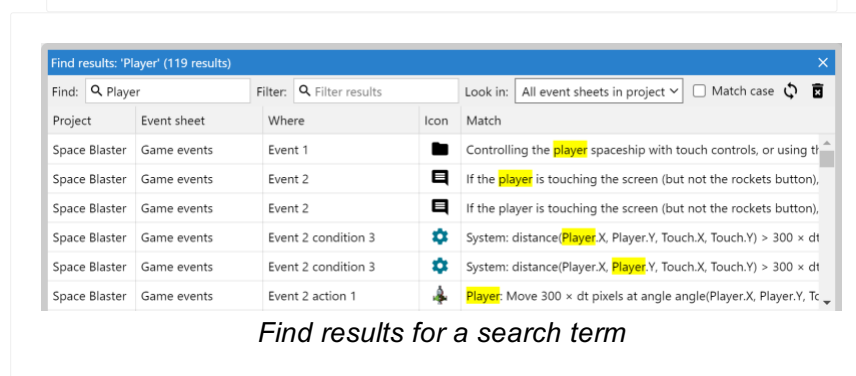 Find results: 'Player' (119 results)
Find: Player Filter: Filter results Look in: All event sheets in project Match case
Project Event sheet Where Icon Match
Space Blaster Game events Event 1 Controlling the player spaceship with touch controls, or using th
Space Blaster Game events Event 2 If the player is touching the screen (but not the rockets button),
Space Blaster Game events Event 2 If the player is touching the screen (but not the rockets button),
Space Blaster Game events Event 2 condition 3 System: distance(Player.X, Player.Y, Touch.X, Touch.Y) > 300 × dt
Space Blaster Game events Event 2 condition 3 System: distance(Player.X, Player.Y, Touch.X, Touch.Y) > 300 × dt
Space Blaster Game events Event 2 action 1 Player: Move 300 × dt pixels at angle angle(Player.X, Player.Y, To
Find results for a search term